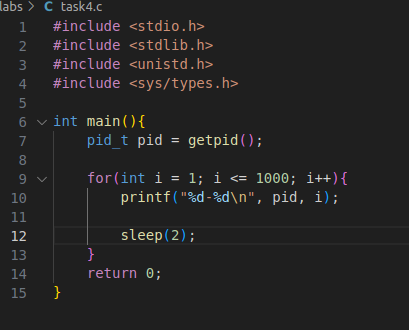 labs > C task4.c
1 #include <stdio.h>
2 #include <stdlib.h>
3 #include <unistd.h>
4 #include <sys/types.h>
5
6 int main(){
7 pid_t pid = getpid();
8
9 for(int i = 1; i <= 1000; i++){
10 printf("%d-%d\n", pid, i);
11
12 sleep(2);
13 }
14 return 0;
15 }